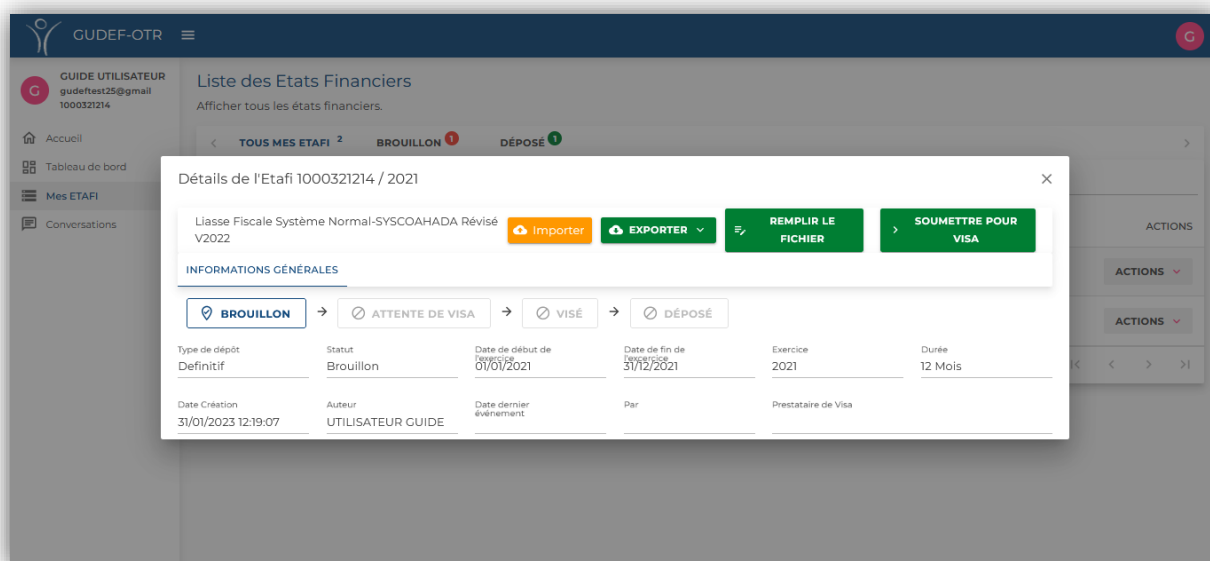 GUDEF-OTR
G
G
GUIDE UTILISATEUR
gudeftest25@gmail
1000321214
Accueil
Tableau de bord
Mes ETAFI
Conversations
Liste des Etats Financiers
Afficher tous les états financiers.
TOUS MES ETAFI 2
BROUILLON 1
DÉPOSÉ 1
ACTIONS
ACTIONS
ACTIONS
Détails de l'Etafi 1000321214 / 2021
Liasse Fiscale Système Normal-SYSCOAHADA Révisé
V2022
Importer
EXPORTER
REMPLIR LE
FICHIER
SOUMETTRE POUR
VISA
INFORMATIONS GÉNÉRALES
BROUILLON
ATTENTE DE VISA
VISÉ
DÉPOSÉ
Type de dépôt
Definitif
Statut
Brouillon
Date de début de
l'exercice
01/01/2021
Date de fin de
l'excercice
31/12/2021
Exercice
2021
Durée
12 Mois
Date Création
31/01/2023 12:19:07
Auteur
UTILISATEUR GUIDE
Date dernier
événement
Par
Prestataire de Visa